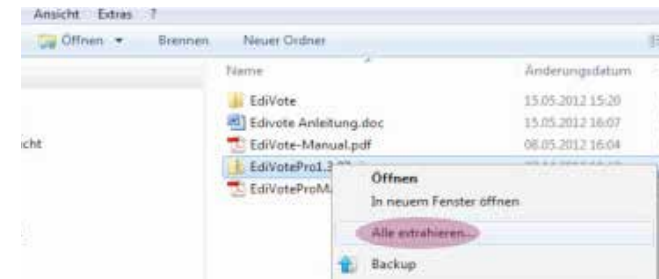 Ansicht Extras ?
Öffnen Brennen Neuer Ordner
Name Änderungsdatum
EdiVote 15.05.2012 15:20
Edivote Anleitung.doc 15.05.2012 16:07
cht EdiVote-Manual.pdf 08.05.2012 16:04
EdiVotePro1.3
EdiVoteProM
Öffnen
In neuem Fenster öffnen
Alle extrahieren...
Backup